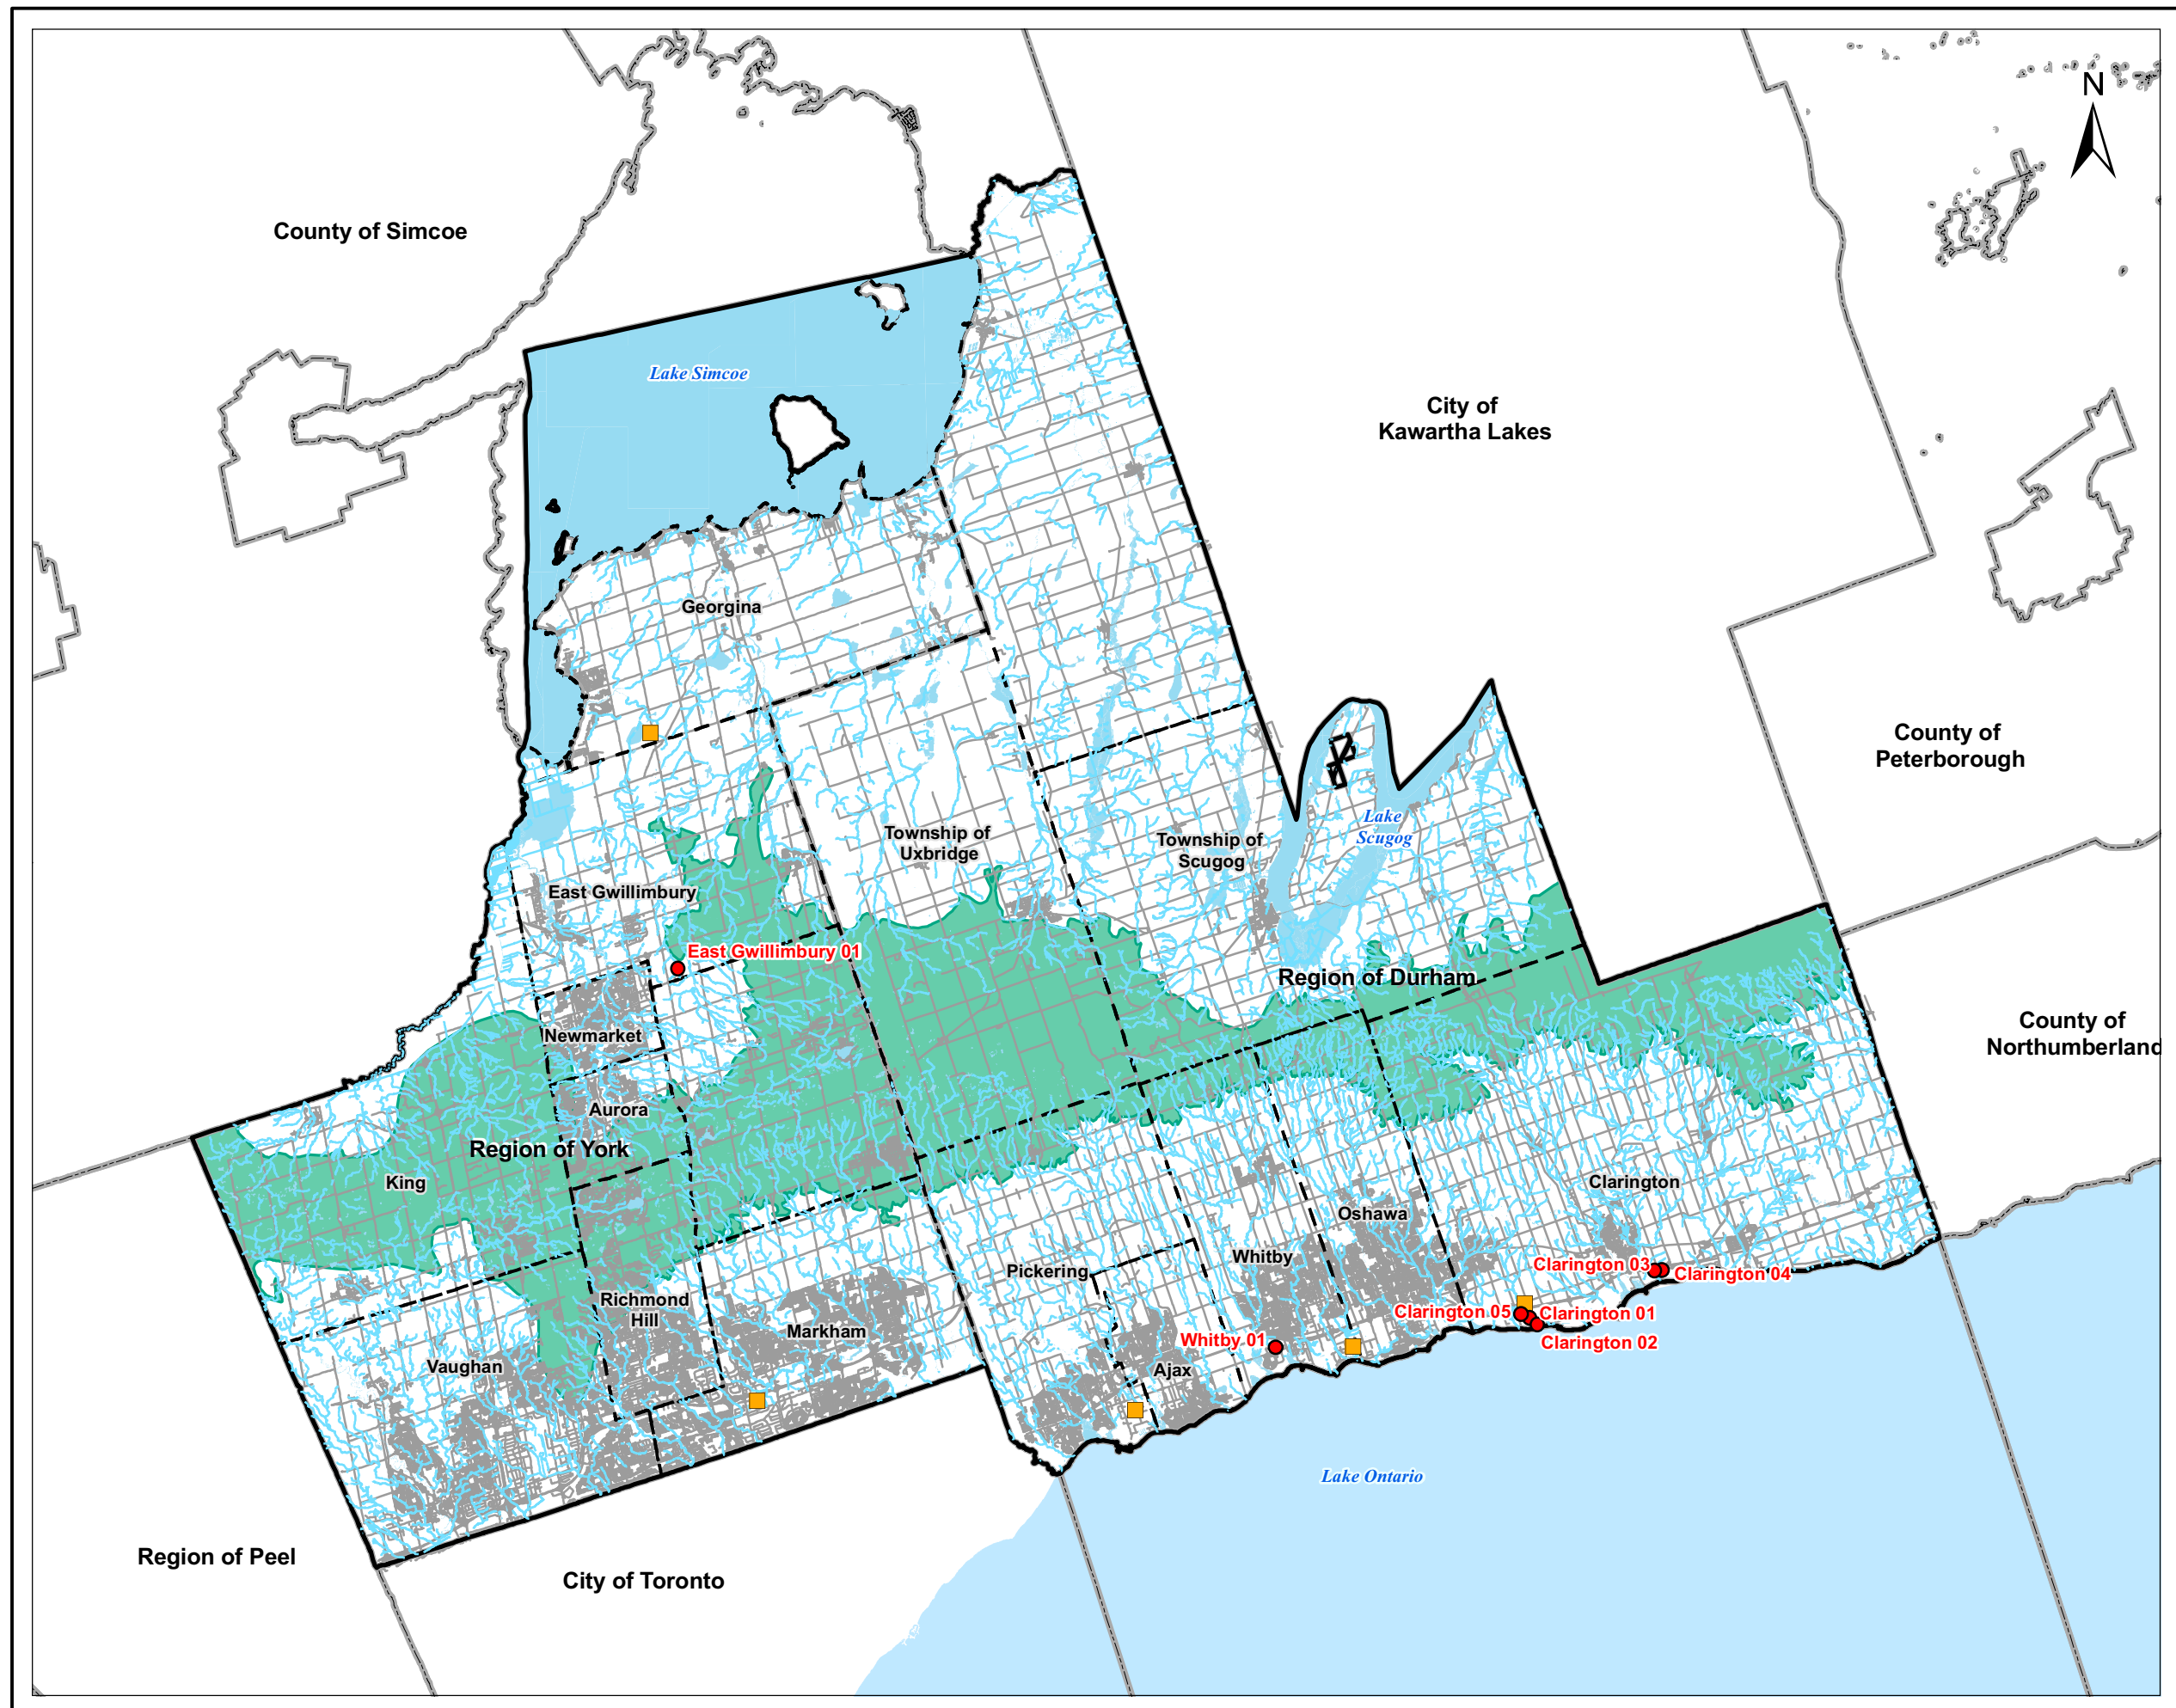 N
County of Simcoe
Lake Simcoe
City of
Kawartha Lakes
Georgina
County of
Peterborough
Lake
Scugog
Township of
Uxbridge
Township of
Scugog
East Gwillimbury
East Gwillimbury 01
Region of Durham
Newmarket
County of
Northumberland
Aurora
Region of York
King
Clarington
Oshawa
Whitby
Pickering
Clarington 03
Clarington 04
Richmond
Hill
Markham
Clarington 05
Clarington 01
Whitby 01
Clarington 02
Vaughan
Ajax
Lake Ontario
Region of Peel
City of Toronto